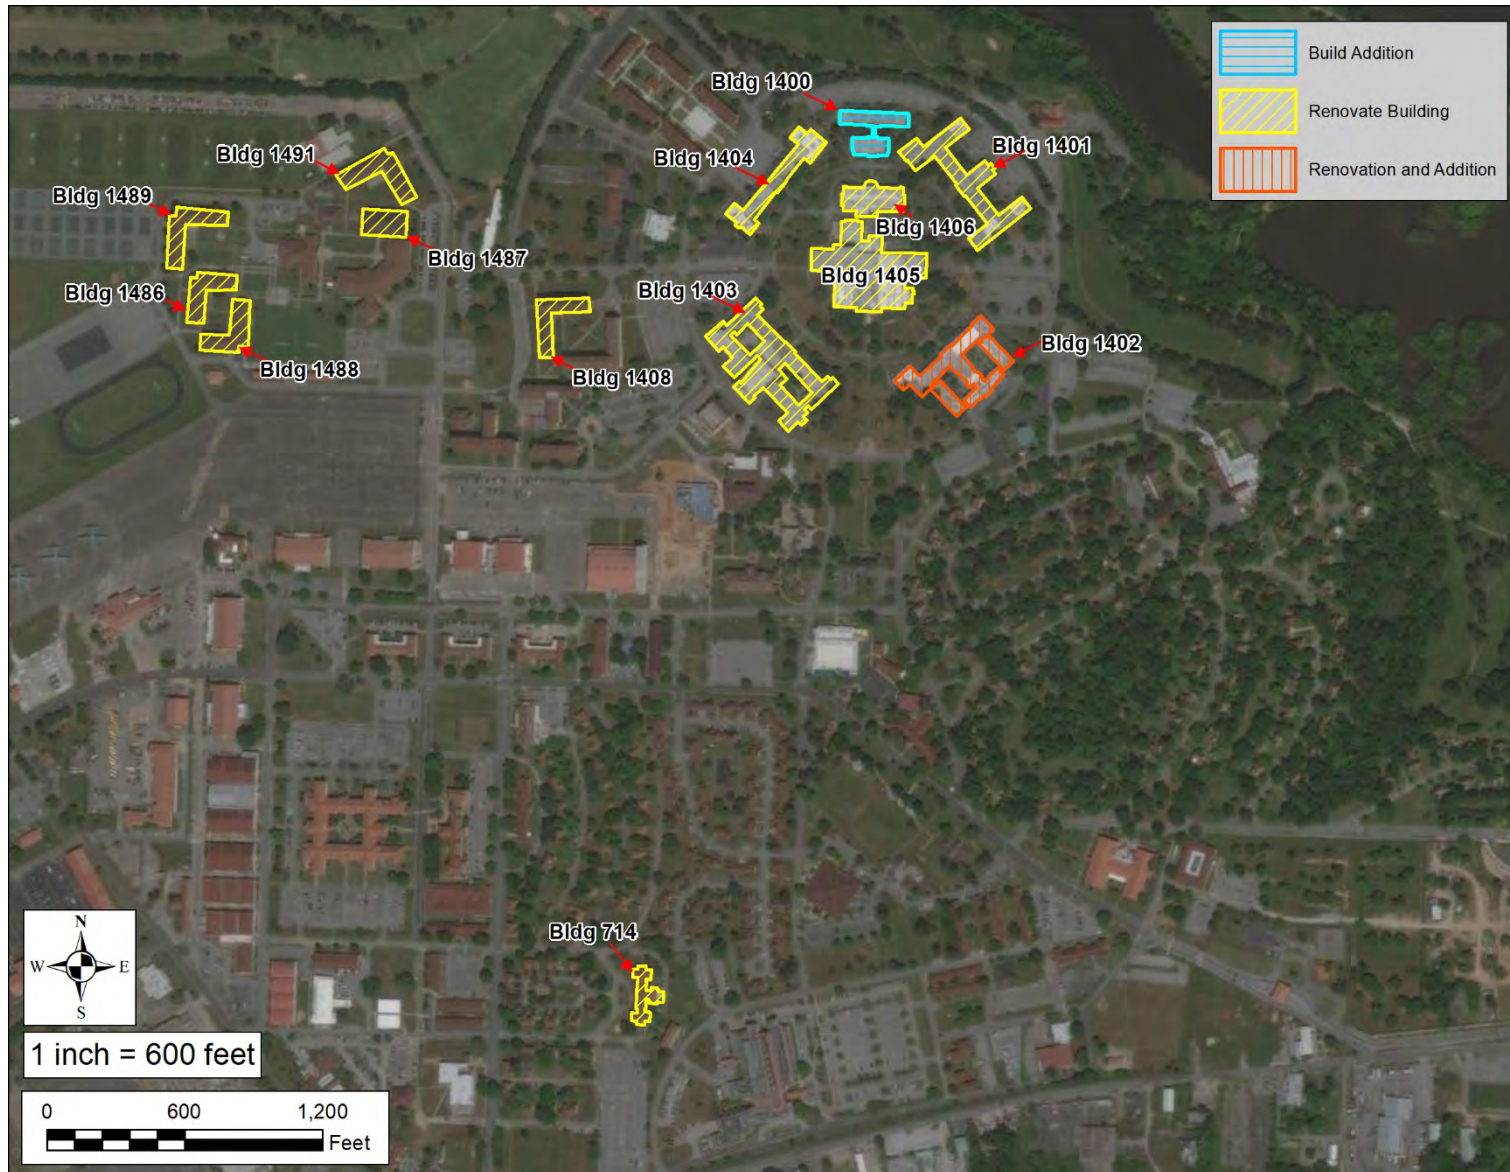 Build Addition
Renovate Building
Renovation and Addition
Bldg 1400
Bldg 1401
Bldg 1491
Bldg 1404
Bldg 1489
Bldg 1406
Bldg 1487
Bldg 1405
Bldg 1486
Bldg 1403
Bldg 1402
Bldg 1488
Bldg 1408
Bldg 714
N
W E
S
1 inch = 600 feet
0 600 1,200
Feet